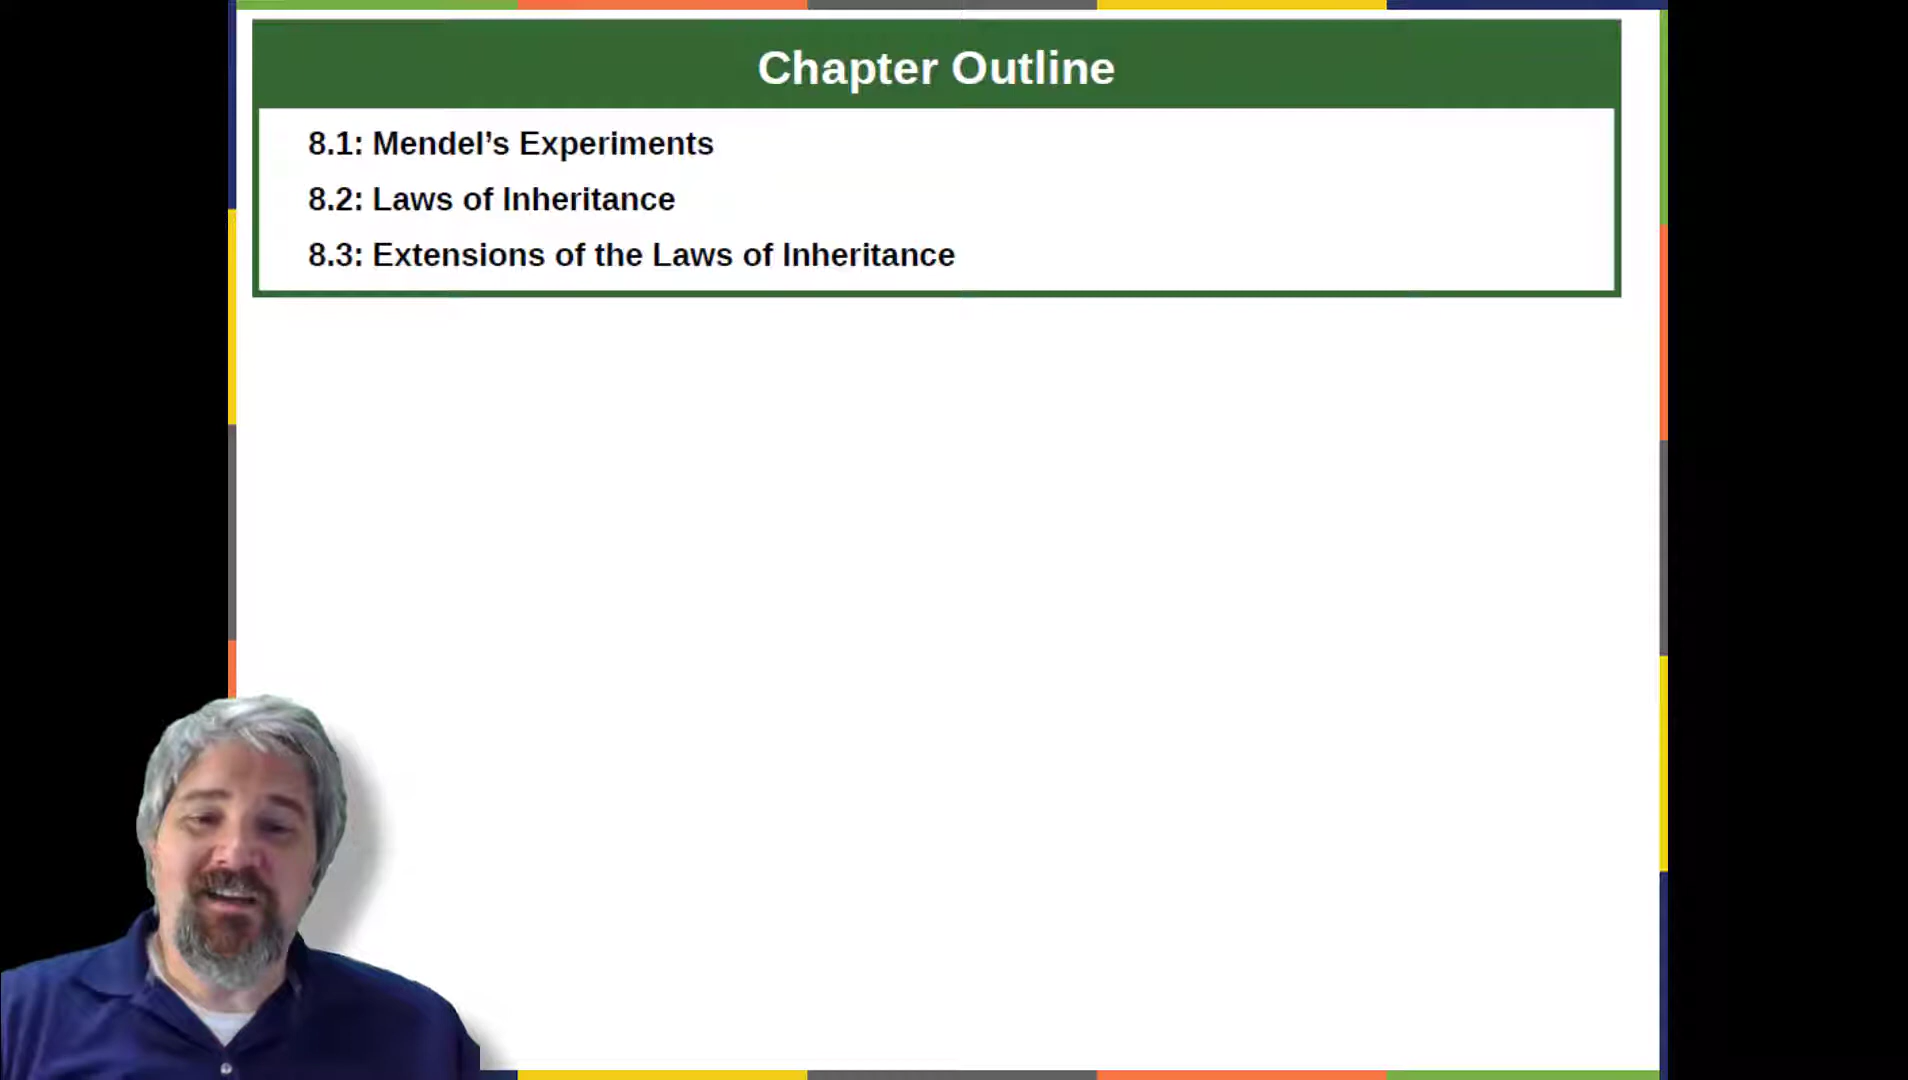 Chapter Outline
8.1: Mendel’s Experiments
8.2: Laws of Inheritance
8.3: Extensions of the Laws of Inheritance